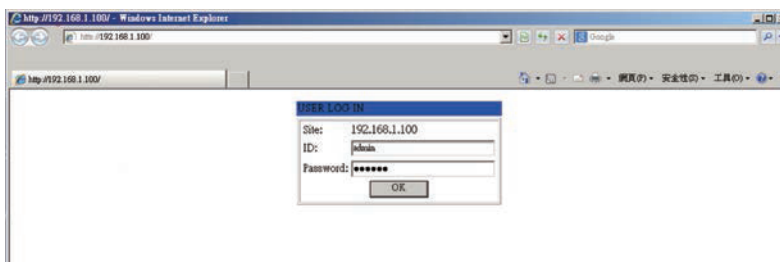 http://192.168.1.100/ - Windows Internet Explorer
http://192.168.1.100/
Google
http://192.168.1.100/
網頁(P) 安全性(S) 工具(O)
USER LOG IN
Site: 192.168.1.100
ID: admin
Password: ●●●●●●
OK